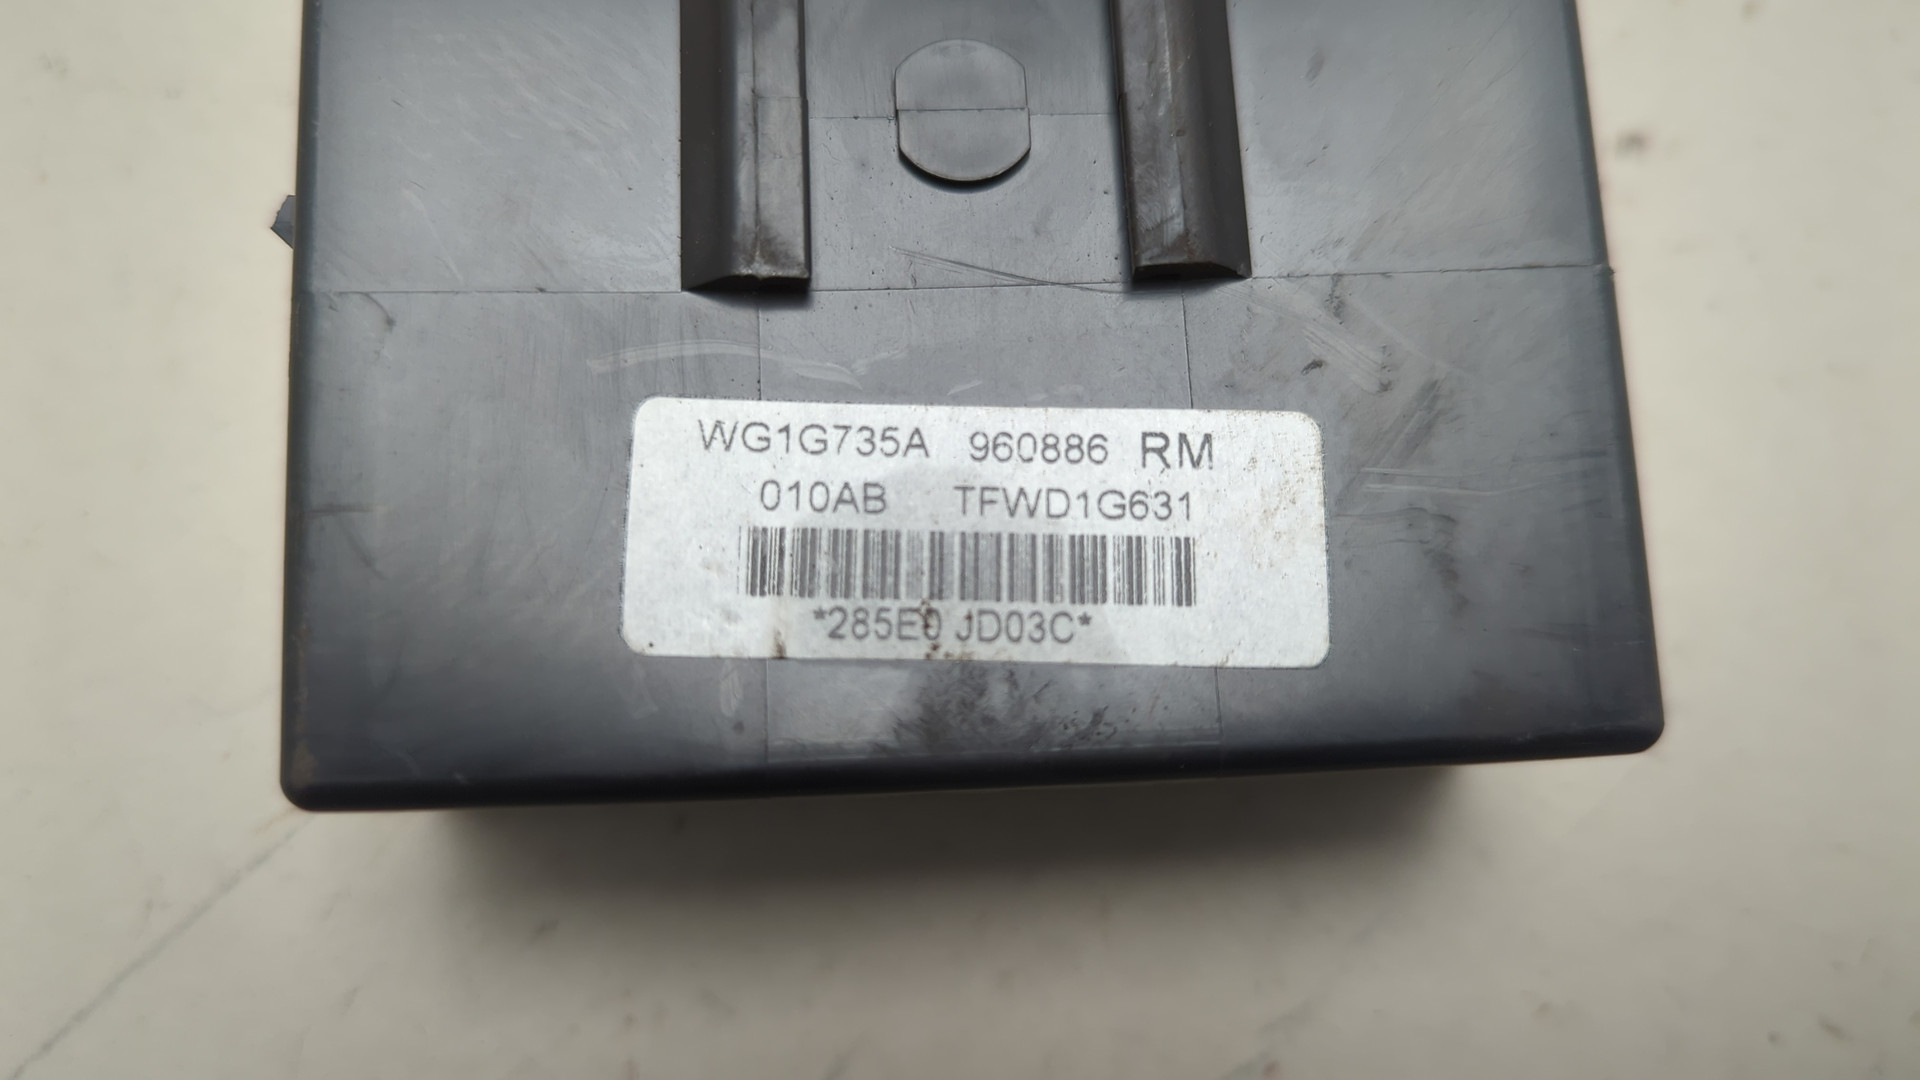 WG1G735A 960886 RM
010AB TFWD1G631
*285E0 JD03C*